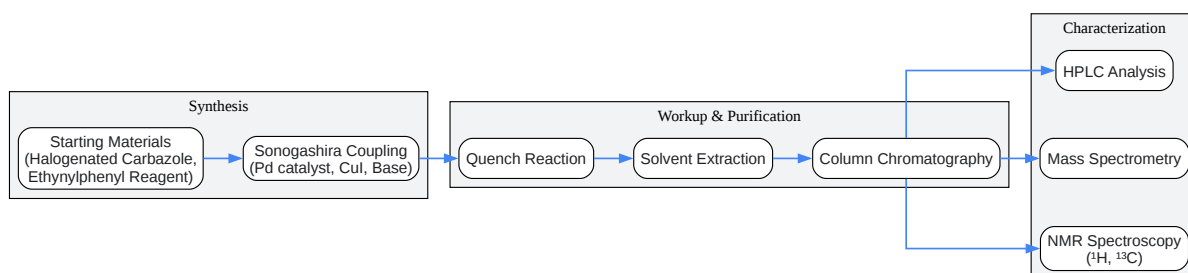 Synthesis
Starting Materials
(Halogenated Carbazole,
Ethynylphenyl Reagent)
Sonogashira Coupling
(Pd catalyst, CuI, Base)
Workup & Purification
Quench Reaction
Solvent Extraction
Column Chromatography
Characterization
HPLC Analysis
Mass Spectrometry
NMR Spectroscopy
(¹H, ¹³C)